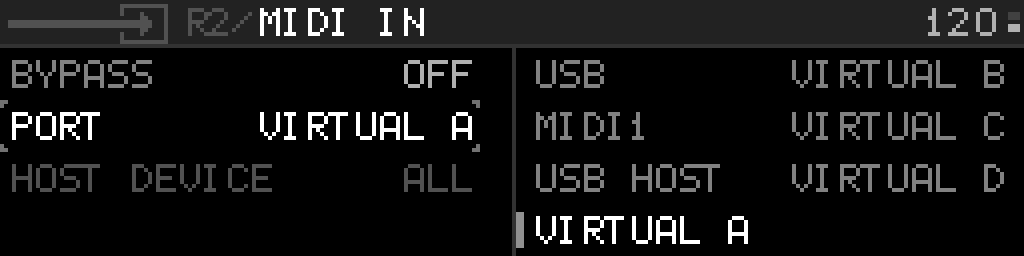 R2/MIDI IN 120
BYPASS OFF
PORT VIRTUAL A
HOST DEVICE ALL
USB VIRTUAL B
MIDI1 VIRTUAL C
USB HOST VIRTUAL D
VIRTUAL A